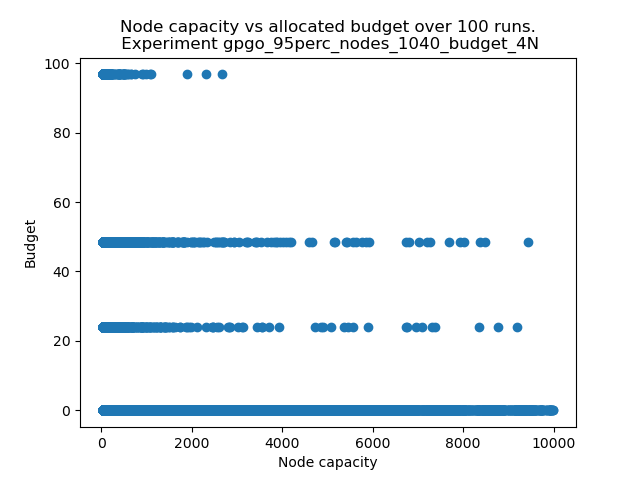 Node capacity vs allocated budget over 100 runs.
Experiment gpgo_95perc_nodes_1040_budget_4N
100
80
60
40
20
0
Budget
0 2000 4000 6000 8000 10000
Node capacity